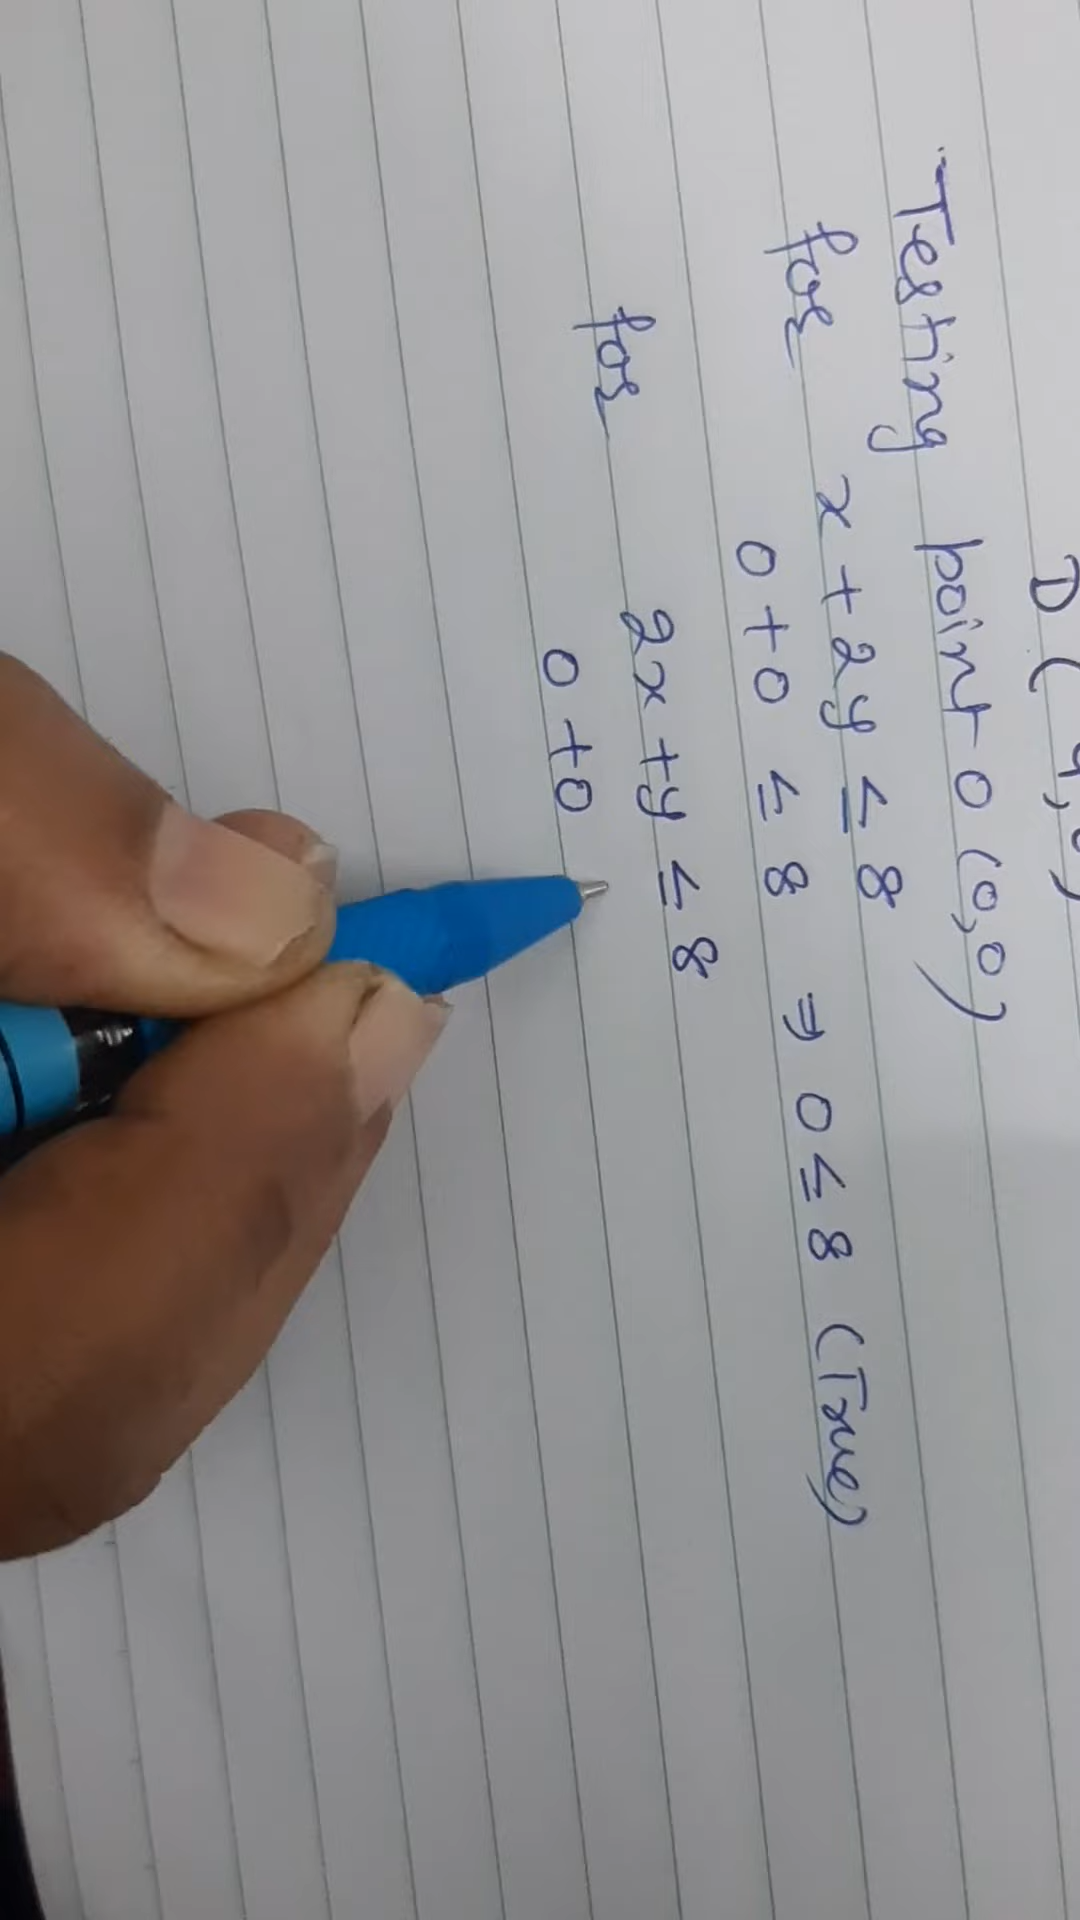 D (4,0)
Testing point O (0,0)
for x + 2y ≤ 8
0 + 0 ≤ 8 ⇒ 0 ≤ 8 (True)
for 2x + y ≤ 8
0 + 0